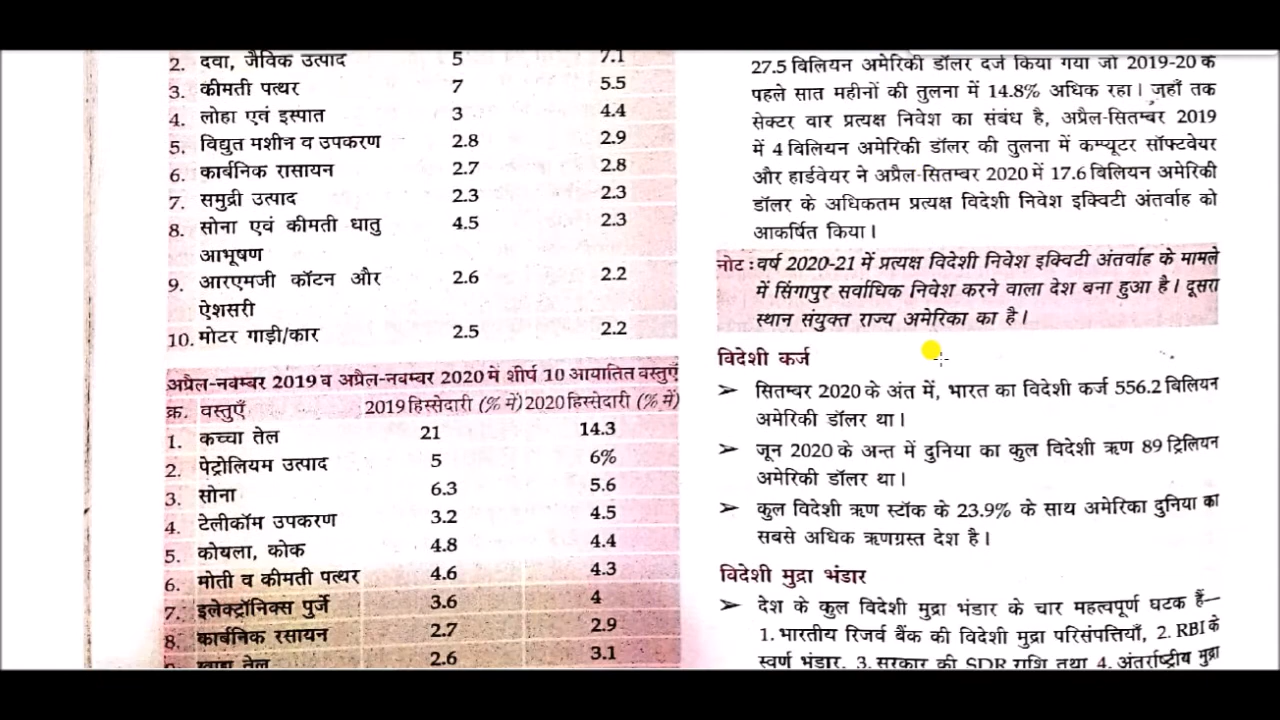 2. दवा, जैविक उत्पाद 5 7.1
3. कीमती पत्थर 7 5.5
4. लोहा एवं इस्पात 3 4.4
5. विद्युत मशीन व उपकरण 2.8 2.9
6. कार्बनिक रासायन 2.7 2.8
7. समुद्री उत्पाद 2.3 2.3
8. सोना एवं कीमती धातु 4.5 2.3
आभूषण
9. आरएमजी कॉटन और 2.6 2.2
ऐशसरी
10. मोटर गाड़ी/कार 2.5 2.2
अप्रैल-नवम्बर 2019 व अप्रैल-नवम्बर 2020 में शीर्ष 10 आयातित वस्तुएँ
क्र. वस्तुएँ 2019 हिस्सेदारी (% में) 2020 हिस्सेदारी (% में)
1. कच्चा तेल 21 14.3
2. पेट्रोलियम उत्पाद 5 6%
3. सोना 6.3 5.6
4. टेलीकॉम उपकरण 3.2 4.5
5. कोयला, कोक 4.8 4.4
6. मोती व कीमती पत्थर 4.6 4.3
7. इलेक्ट्रॉनिक्स पुर्जे 3.6 4
8. कार्बनिक रसायन 2.7 2.9
तेल 2.6 3.1
27.5 बिलियन अमेरिकी डॉलर दर्ज किया गया जो 2019-20 के
पहले सात महीनों की तुलना में 14.8% अधिक रहा। जहाँ तक
सेक्टर वार प्रत्यक्ष निवेश का संबंध है, अप्रैल-सितम्बर 2019
में 4 बिलियन अमेरिकी डॉलर की तुलना में कम्प्यूटर सॉफ्टवेयर
और हार्डवेयर ने अप्रैल-सितम्बर 2020 में 17.6 बिलियन अमेरिकी
डॉलर के अधिकतम प्रत्यक्ष विदेशी निवेश इक्विटी अंतर्वाह को
आकर्षित किया।
नोट : वर्ष 2020-21 में प्रत्यक्ष विदेशी निवेश इक्विटी अंतर्वाह के मामले
में सिंगापुर सर्वाधिक निवेश करने वाला देश बना हुआ है। दूसरा
स्थान संयुक्त राज्य अमेरिका का है।
विदेशी कर्ज
➢ सितम्बर 2020 के अंत में, भारत का विदेशी कर्ज 556.2 बिलियन
अमेरिकी डॉलर था।
➢ जून 2020 के अन्त में दुनिया का कुल विदेशी ऋण 89 ट्रिलियन
अमेरिकी डॉलर था।
➢ कुल विदेशी ऋण स्टॉक के 23.9% के साथ अमेरिका दुनिया का
सबसे अधिक ऋणग्रस्त देश है।
विदेशी मुद्रा भंडार
➢ देश के कुल विदेशी मुद्रा भंडार के चार महत्वपूर्ण घटक हैं—
1. भारतीय रिजर्व बैंक की विदेशी मुद्रा परिसंपत्तियाँ, 2. RBI के
स्वर्ण भंडार, 3. सरकार की SDR राशि तथा 4. अंतर्राष्ट्रीय मुद्रा